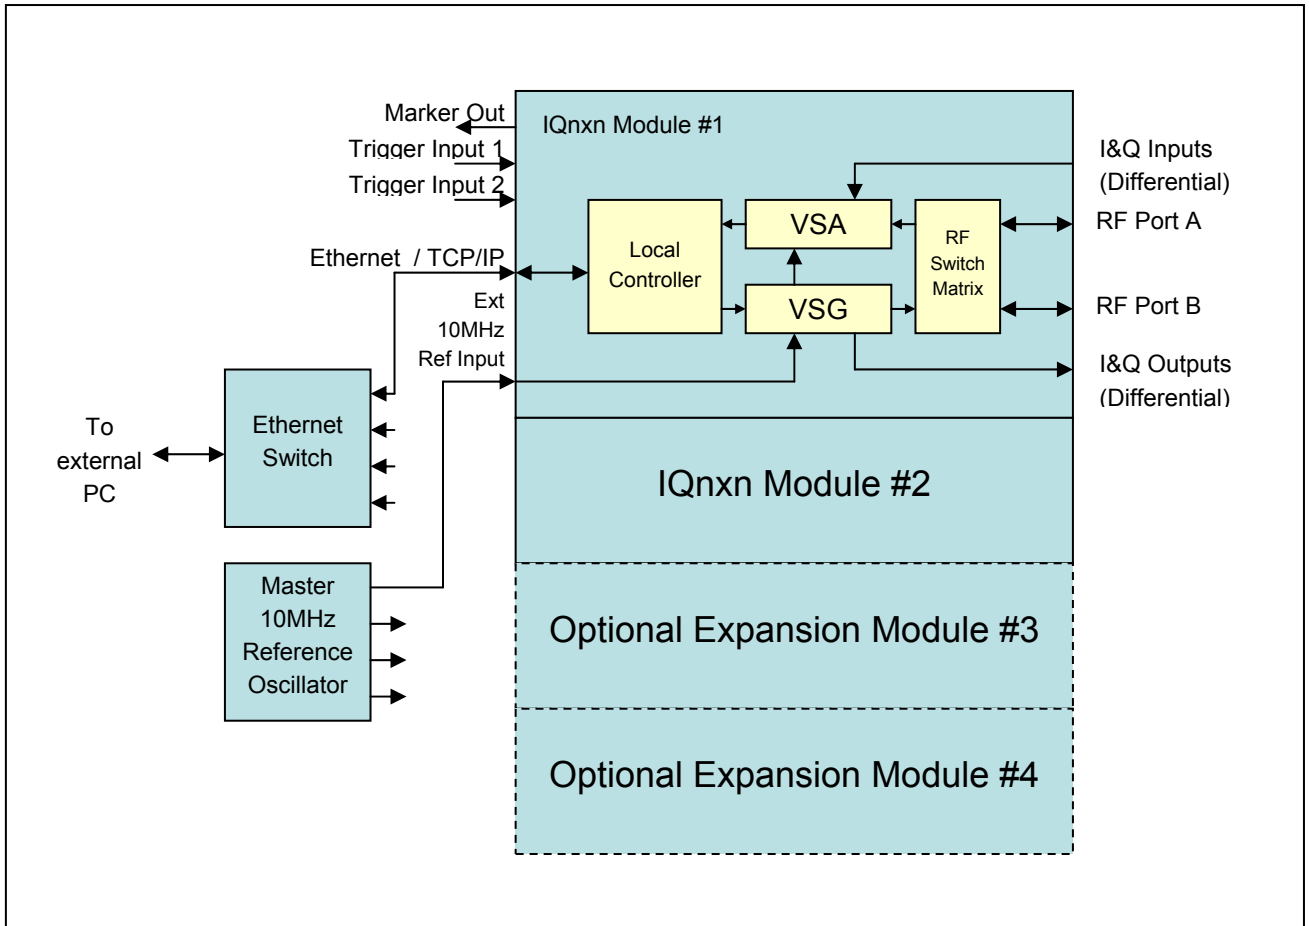 Marker Out
Trigger Input 1
Trigger Input 2
Ethernet / TCP/IP
Ext
10MHz
Ref Input
IQnxn Module #1
Local
Controller
VSA
VSG
RF
Switch
Matrix
I&Q Inputs
(Differential)
RF Port A
RF Port B
I&Q Outputs
(Differential)
To
external
PC
Ethernet
Switch
Master
10MHz
Reference
Oscillator
IQnxn Module #2
Optional Expansion Module #3
Optional Expansion Module #4